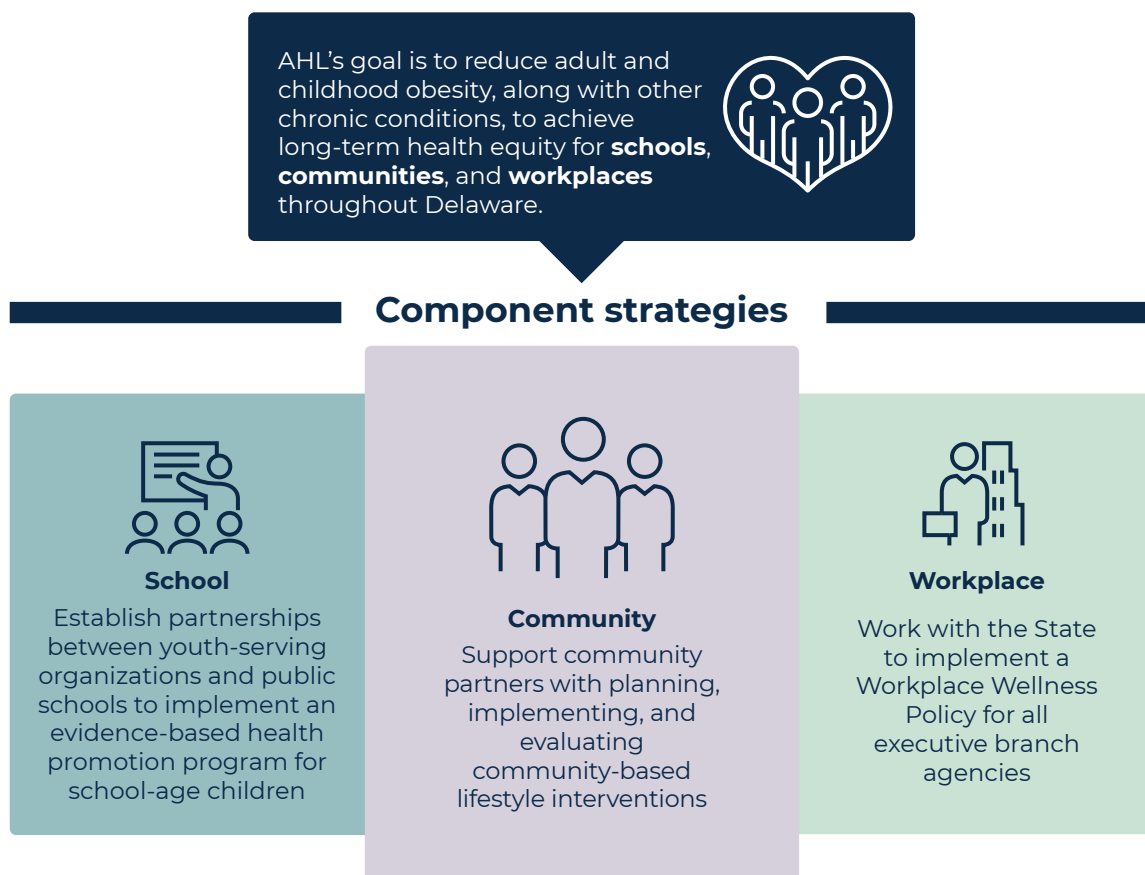 AHL’s goal is to reduce adult and
childhood obesity, along with other
chronic conditions, to achieve
long-term health equity for schools,
communities, and workplaces
throughout Delaware.
Component strategies
School
Establish partnerships
between youth-serving
organizations and public
schools to implement an
evidence-based health
promotion program for
school-age children
Community
Support community
partners with planning,
implementing, and
evaluating
community-based
lifestyle interventions
Workplace
Work with the State
to implement a
Workplace Wellness
Policy for all
executive branch
agencies